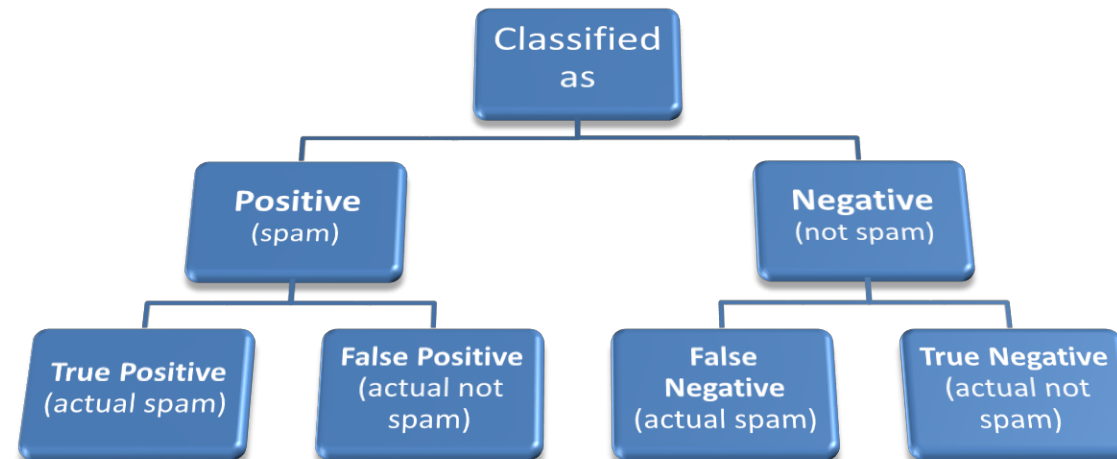 Classified
as
Positive
(spam)
Negative
(not spam)
True Positive
(actual spam)
False Positive
(actual not
spam)
False
Negative
(actual spam)
True Negative
(actual not
spam)